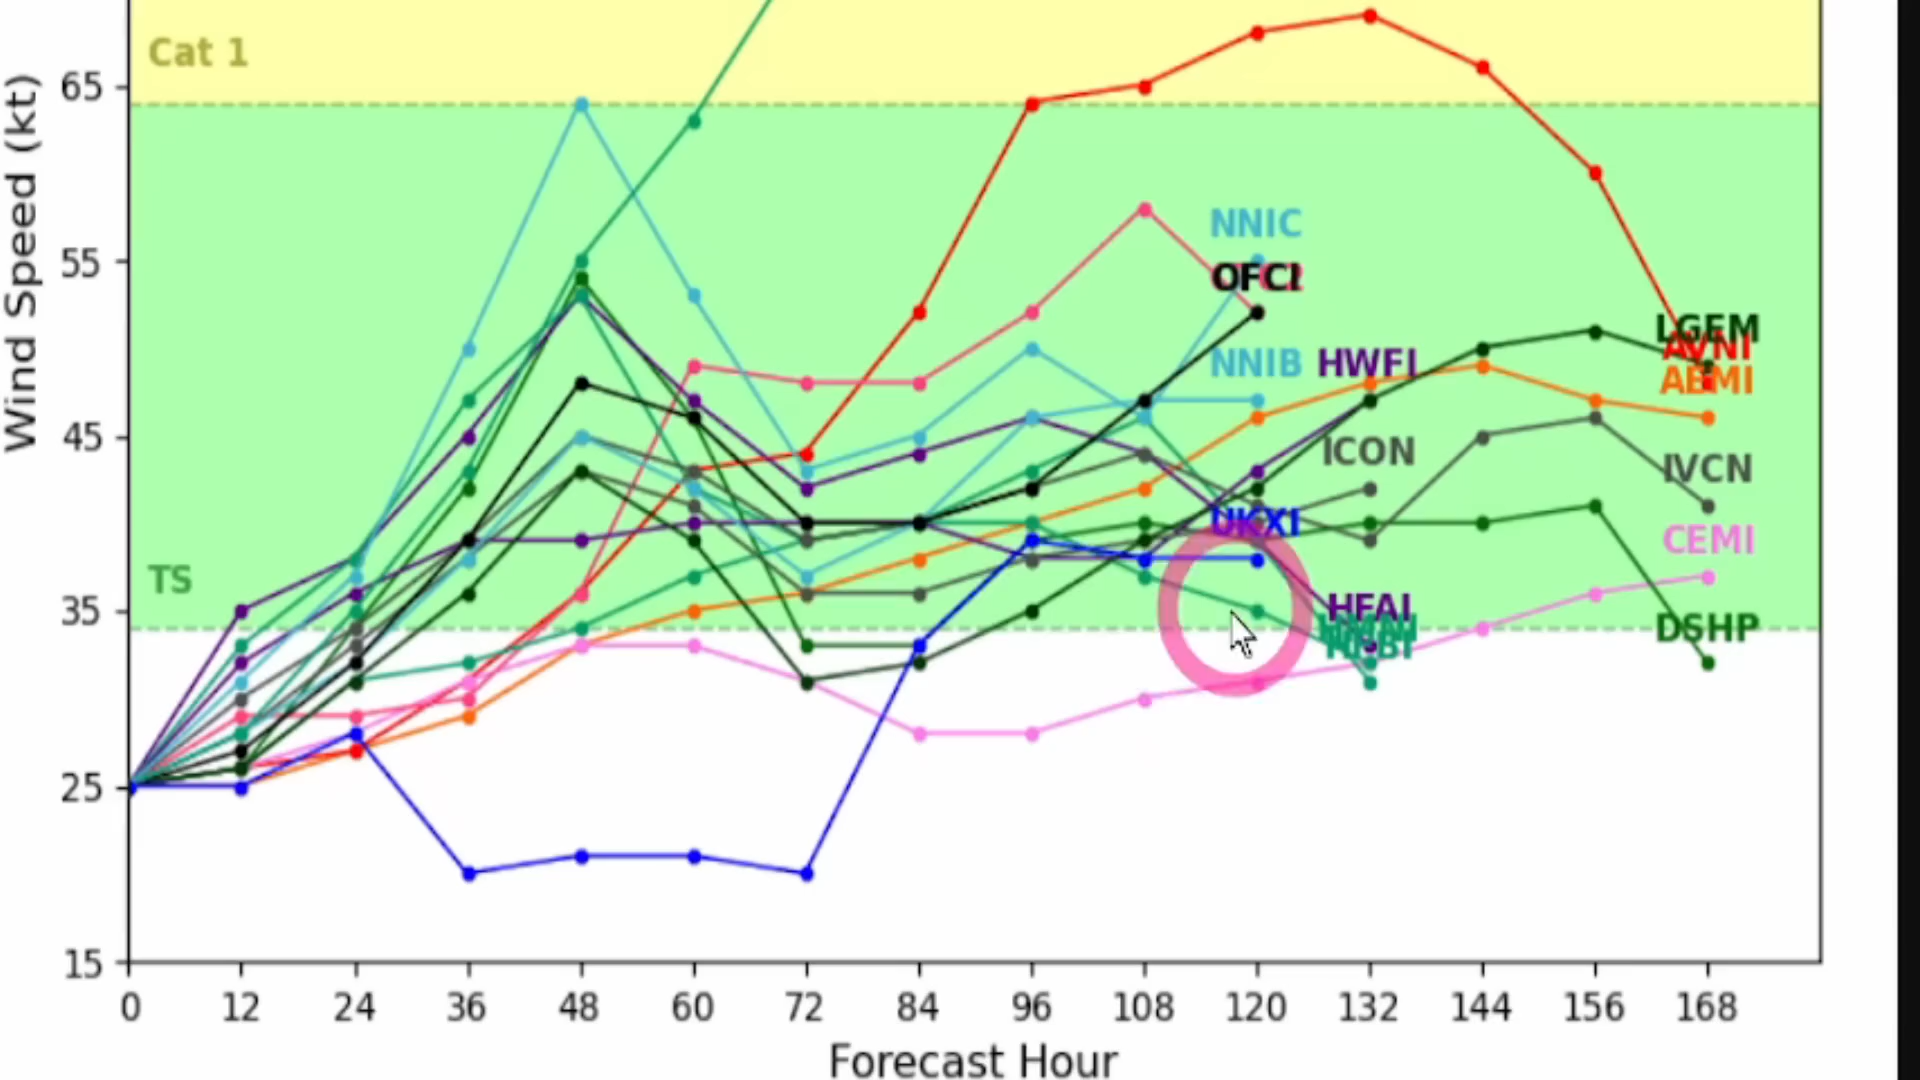 Cat 1
65
Wind Speed (kt)
NNIC
55
OFCI
LGEM
AVNI
NNIB HWFI
AEMI
45
ICON
IVCN
UKXI
CEMI
TS
35
HFAI
DSHP
25
15
0 12 24 36 48 60 72 84 96 108 120 132 144 156 168
Forecast Hour